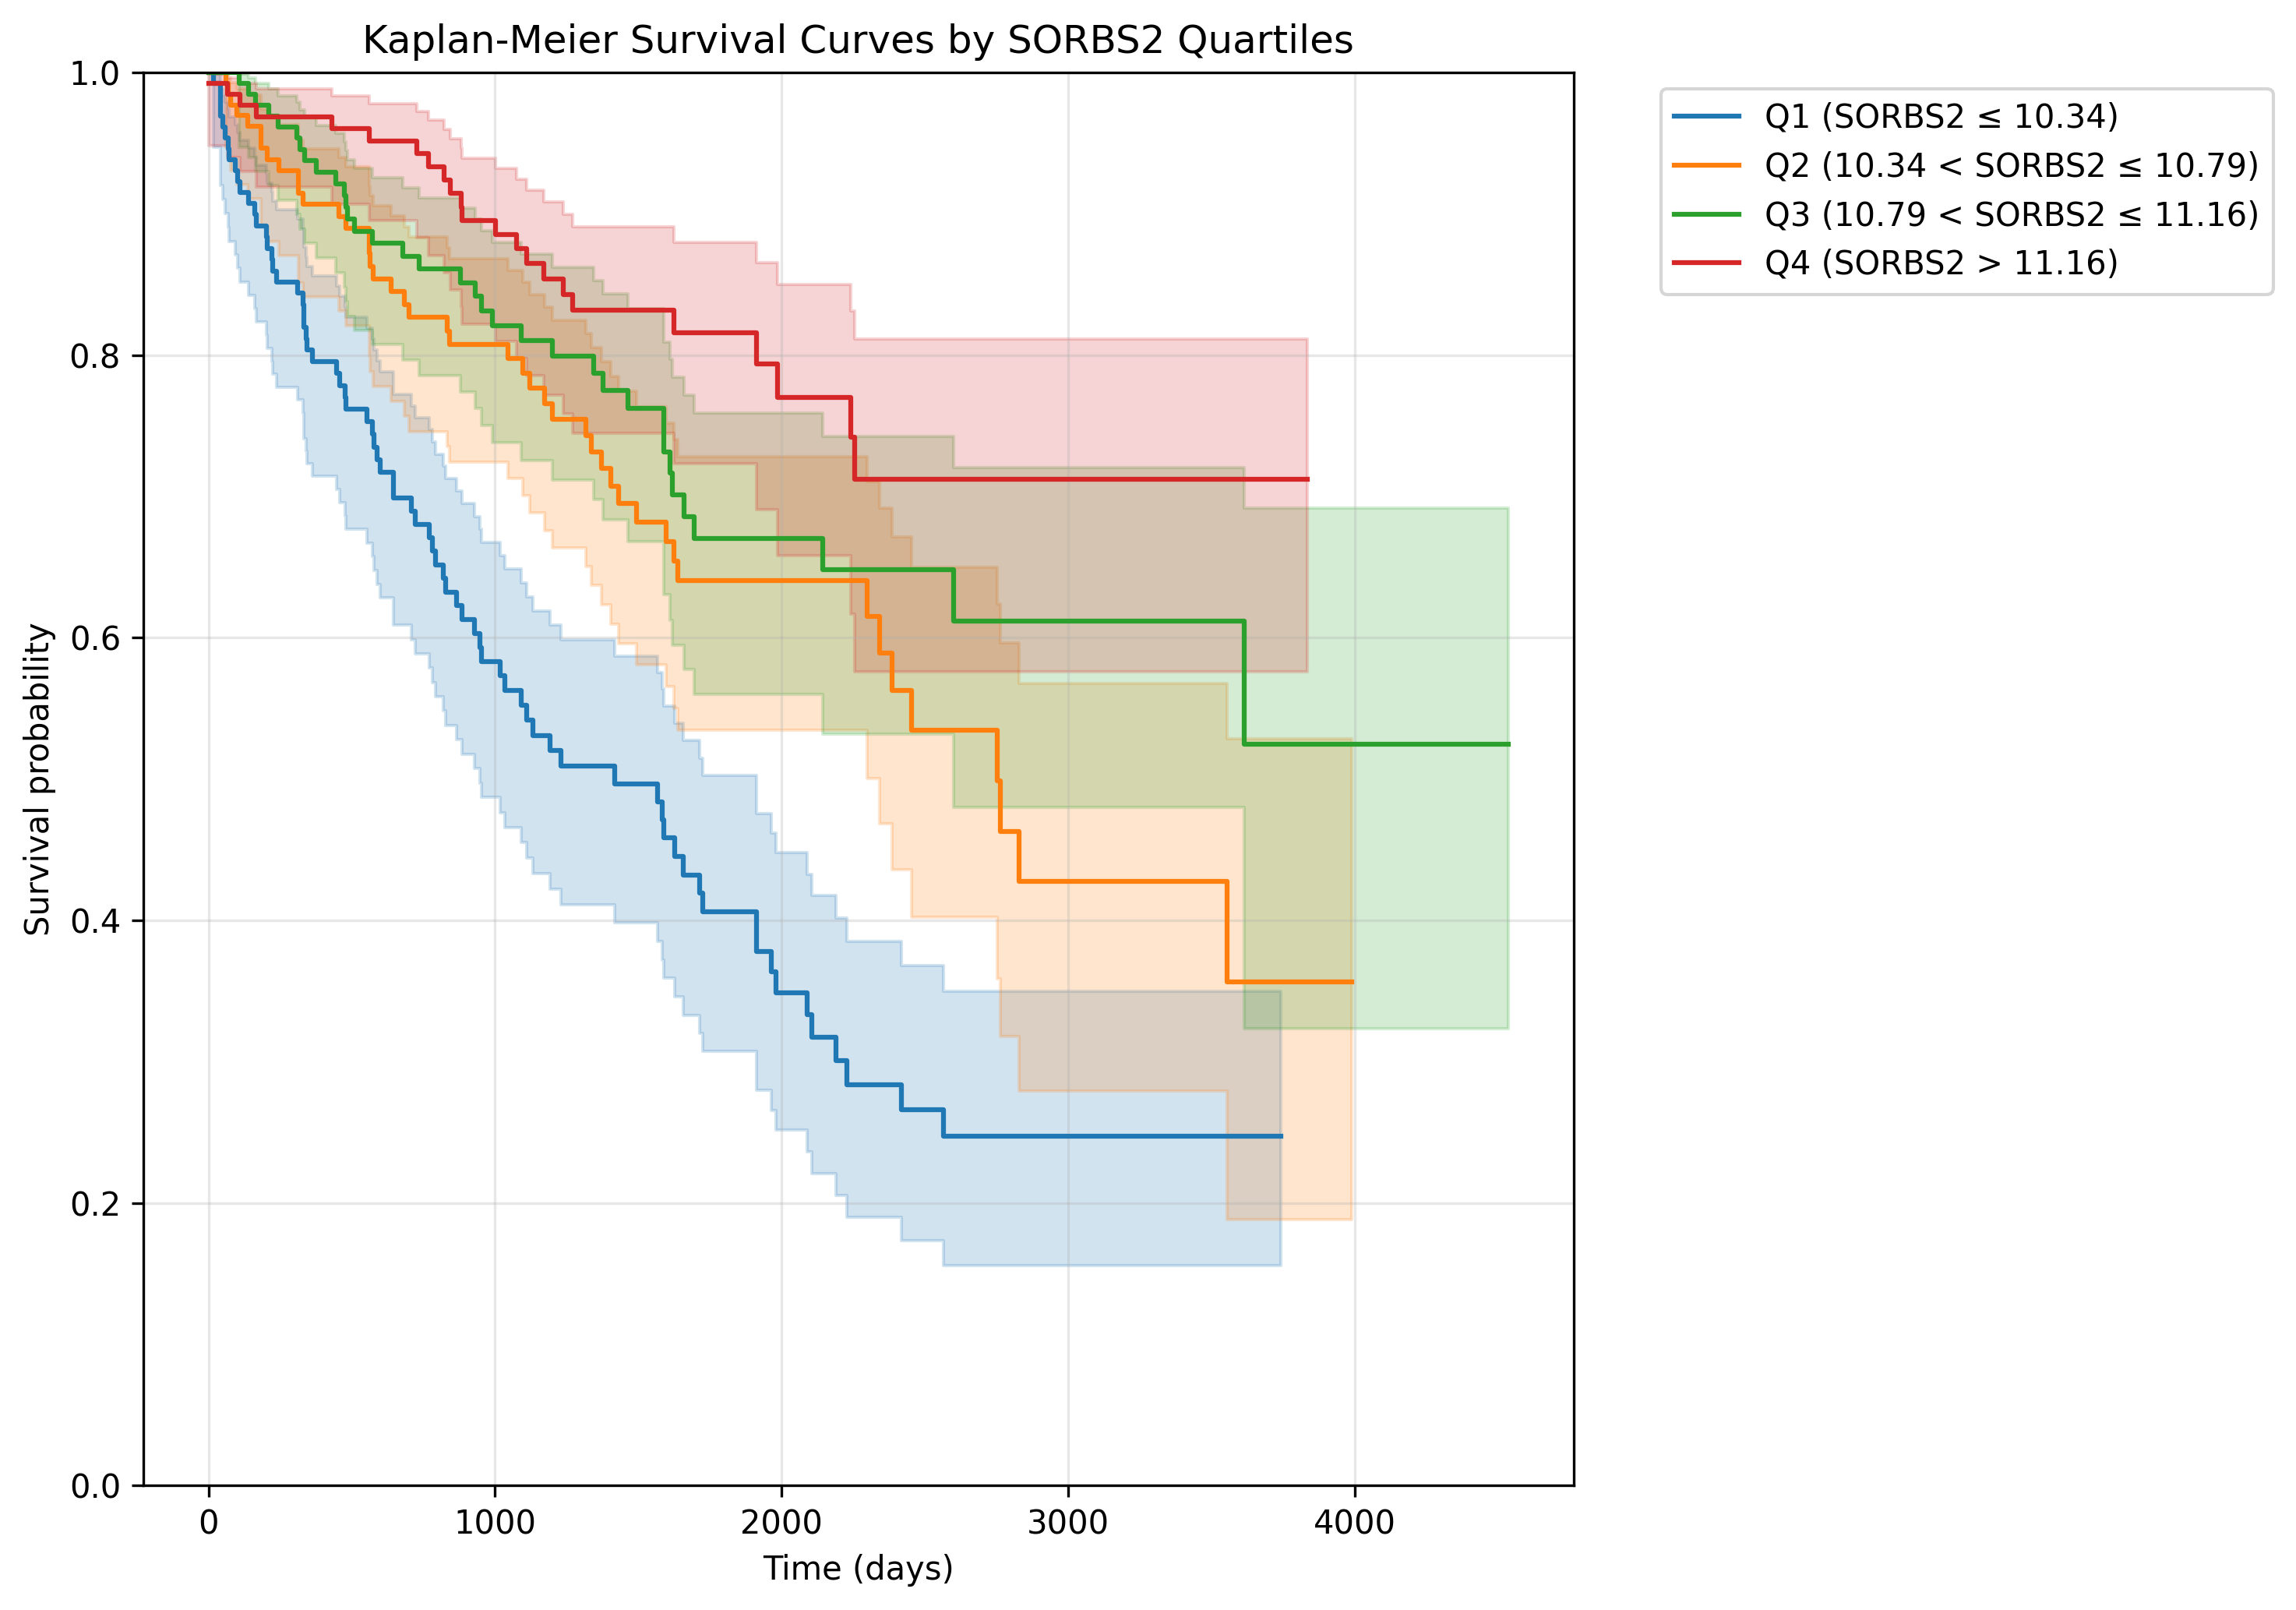 Kaplan-Meier Survival Curves by SORBS2 Quartiles
1.0
0.8
0.6
0.4
0.2
0.0
Survival probability
0 1000 2000 3000 4000
Time (days)
Q1 (SORBS2 ≤ 10.34)
Q2 (10.34 < SORBS2 ≤ 10.79)
Q3 (10.79 < SORBS2 ≤ 11.16)
Q4 (SORBS2 > 11.16)